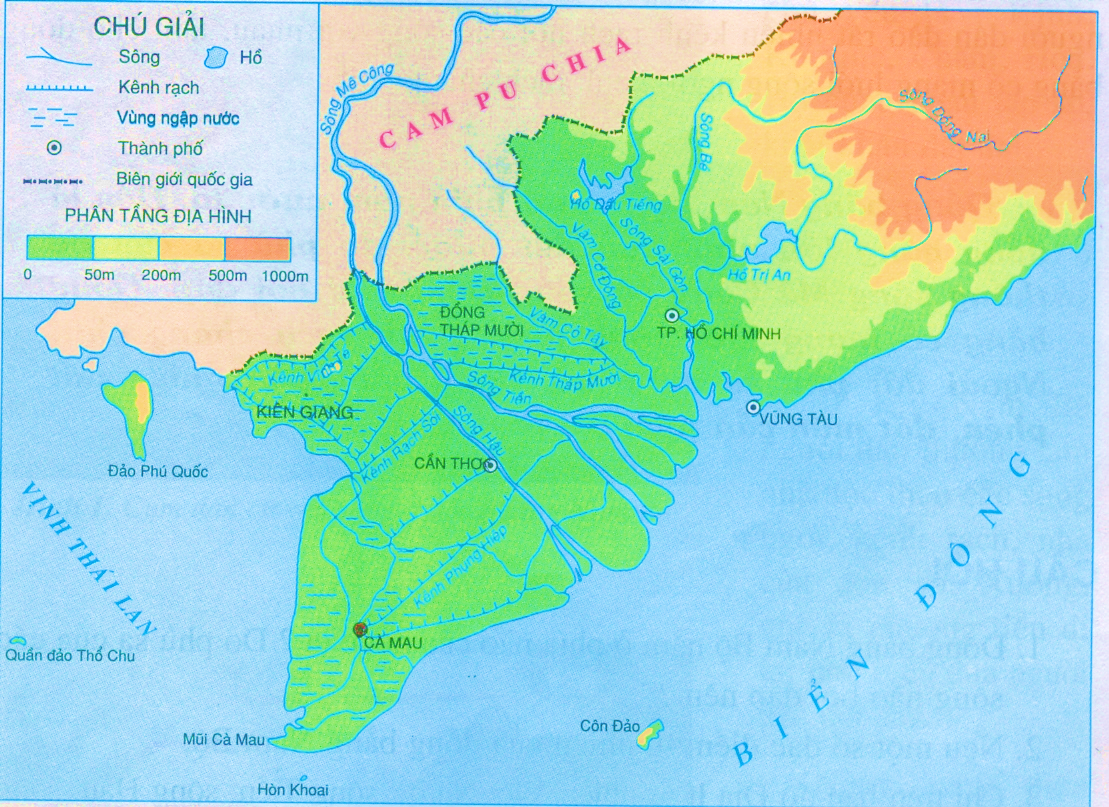 CHÚ GIẢI
Sông
Hồ
Kênh rạch
Vùng ngập nước
Thành phố
Biên giới quốc gia
PHÂN TẦNG ĐỊA HÌNH
0 50m 200m 500m 1000m
CAM PU CHIA
Sông Mê Công
Sông Bé
Sông Đồng Nai
Hồ Dầu Tiếng
Sông Sài Gòn
Vàm Cỏ Đông
Hồ Trị An
ĐỒNG
THÁP MƯỜI
Vàm Cỏ Tây
TP. HỒ CHÍ MINH
Kênh Vĩnh Tế
Kênh Tháp Mười
Sông Tiền
KIÊN GIANG
Sông Hậu
VŨNG TÀU
Kênh Rạch Sỏi
CẦN THƠ
Đảo Phú Quốc
VỊNH THÁI LAN
Kênh Phụng Hiệp
CÀ MAU
Quần đảo Thổ Chu
Mũi Cà Mau
Côn Đảo
BIỂN ĐÔNG
Hòn Khoai